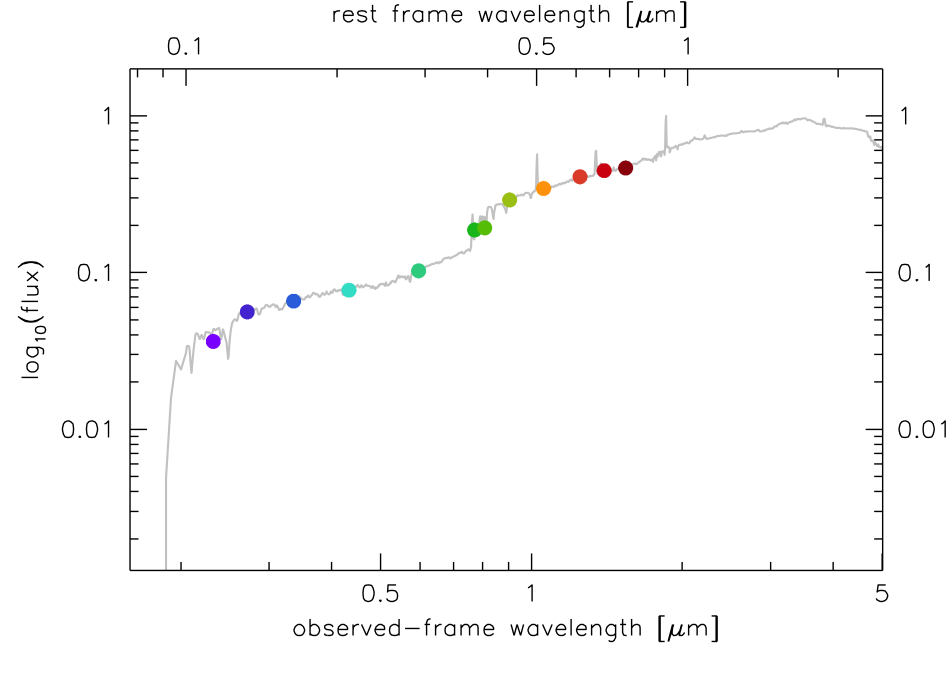 rest frame wavelength [μm]
0.1 0.5 1
1 1
0.1 0.1
0.01 0.01
log10(flux)
0.5 1 5
observed-frame wavelength [μm]